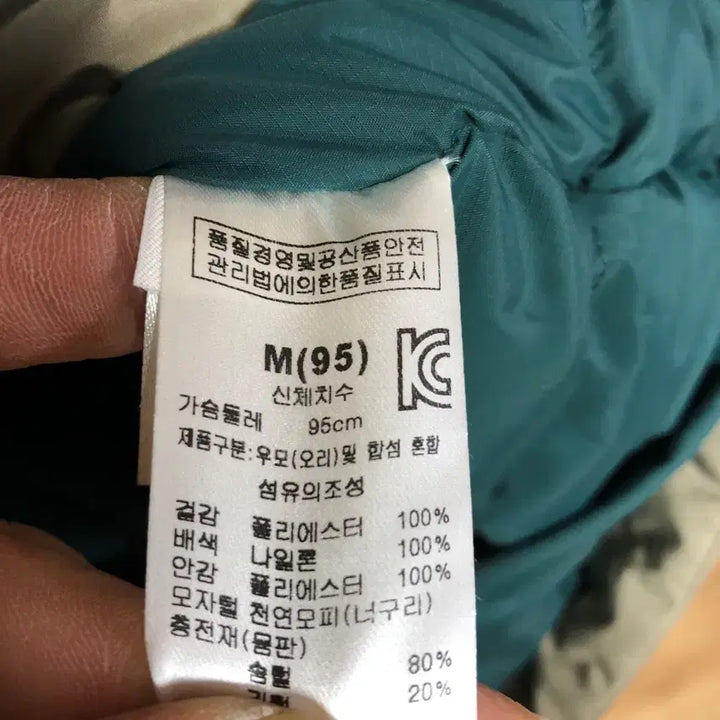 품질경영및공산품안전
관리법에의한품질표시
M(95)
신체치수
가슴둘레 95cm
제품구분:우모(오리)및 합섬 혼합
섬유의조성
겉감 폴리에스터 100%
배색 나일론 100%
안감 폴리에스터 100%
모자털 천연모피(너구리)
충전재(몸판)
솜털 80%
깃털 20%